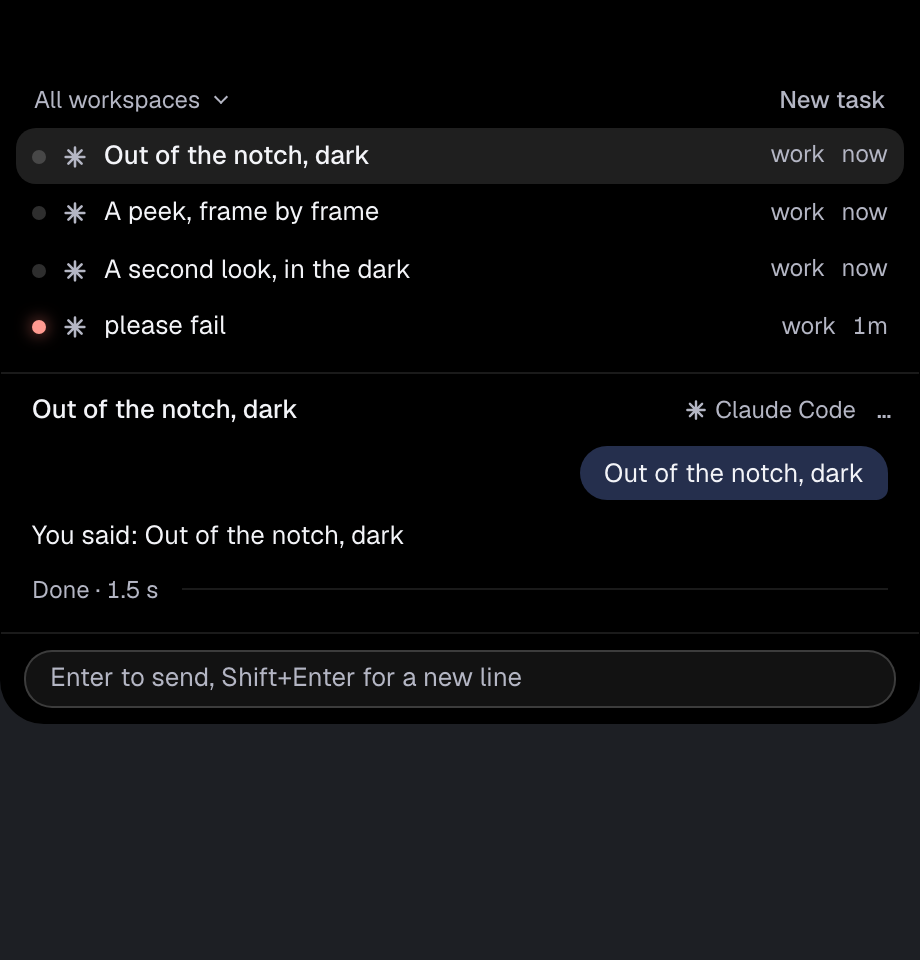 All workspaces New task
Out of the notch, dark work now
A peek, frame by frame work now
A second look, in the dark work now
please fail work 1m
Out of the notch, dark Claude Code …
Out of the notch, dark
You said: Out of the notch, dark
Done · 1.5 s
Enter to send, Shift+Enter for a new line